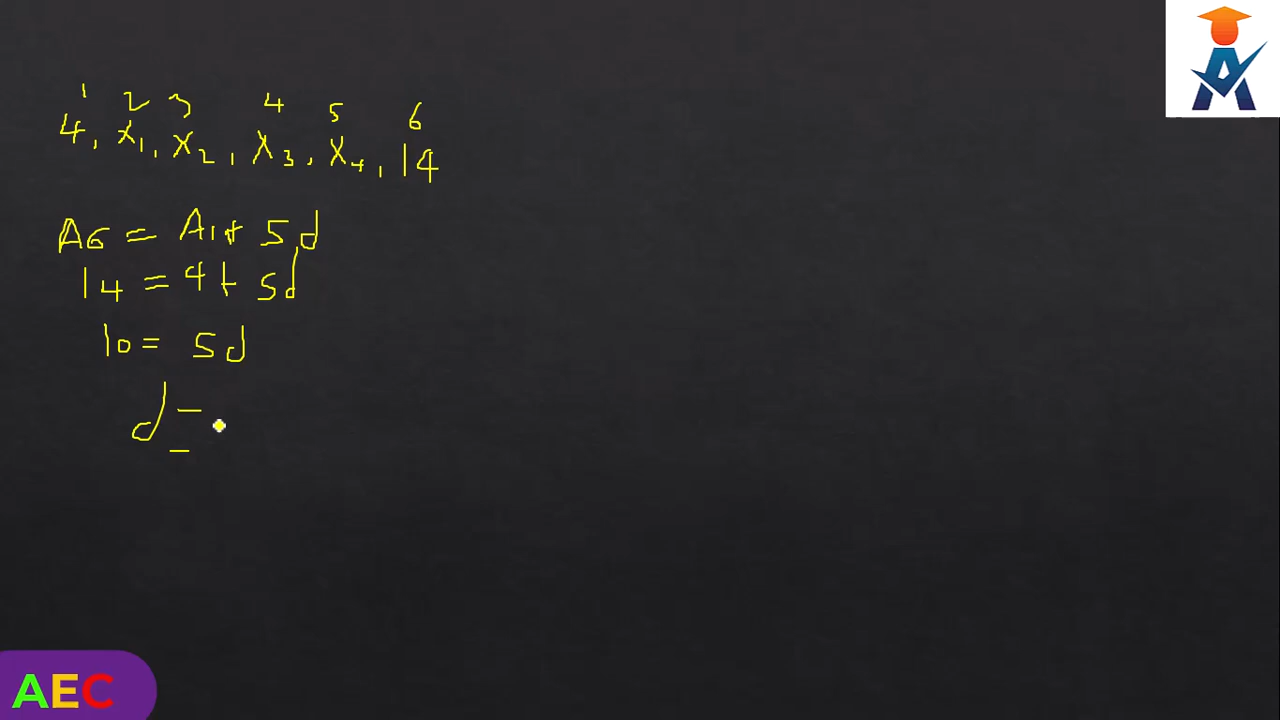 1 2 3 4 5 6
4, x₁, x₂, x₃, x₄, 14
A6 = A1+ 5d
14 = 4+ 5d
10 = 5d
d =
AEC